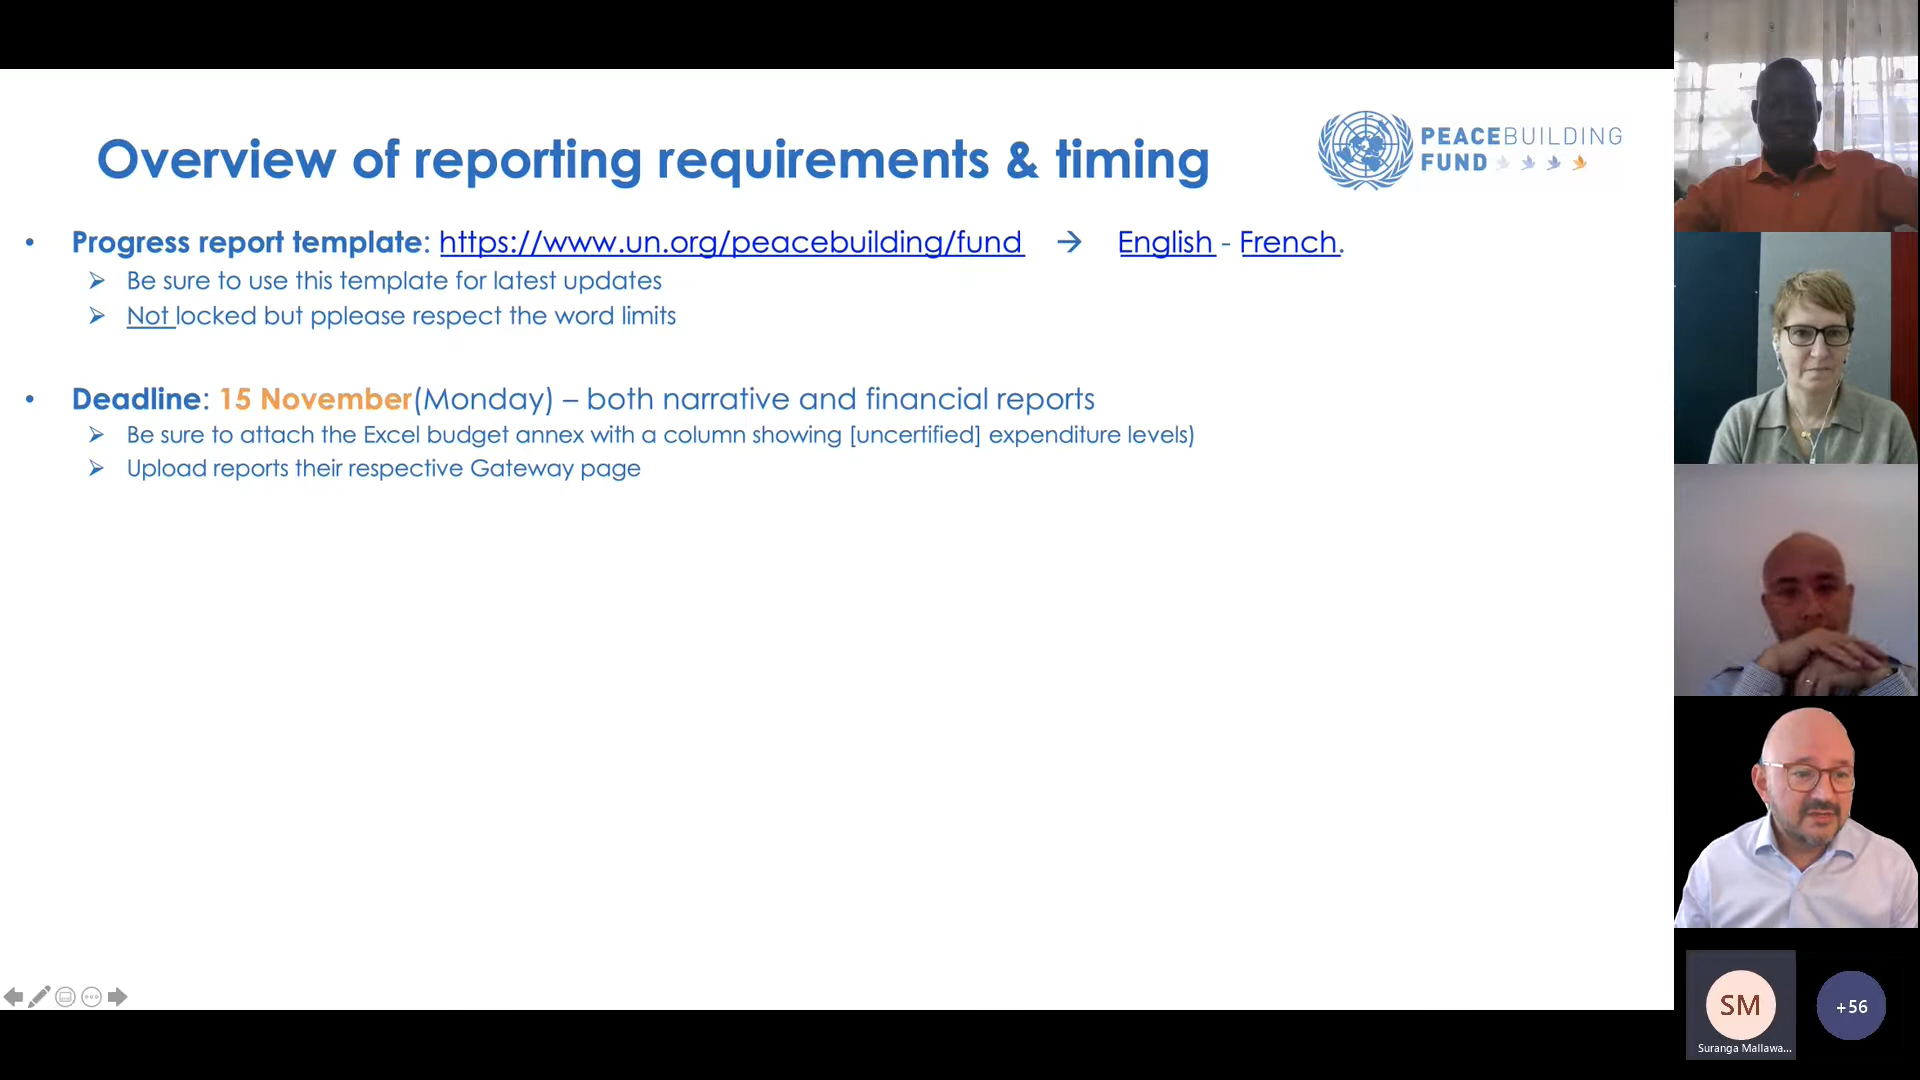 Overview of reporting requirements & timing
PEACEBUILDING
FUND
• Progress report template: https://www.un.org/peacebuilding/fund → English - French.
➢ Be sure to use this template for latest updates
➢ Not locked but pplease respect the word limits
• Deadline: 15 November(Monday) – both narrative and financial reports
➢ Be sure to attach the Excel budget annex with a column showing [uncertified] expenditure levels)
➢ Upload reports their respective Gateway page
SM
+56
Suranga Mallawa...